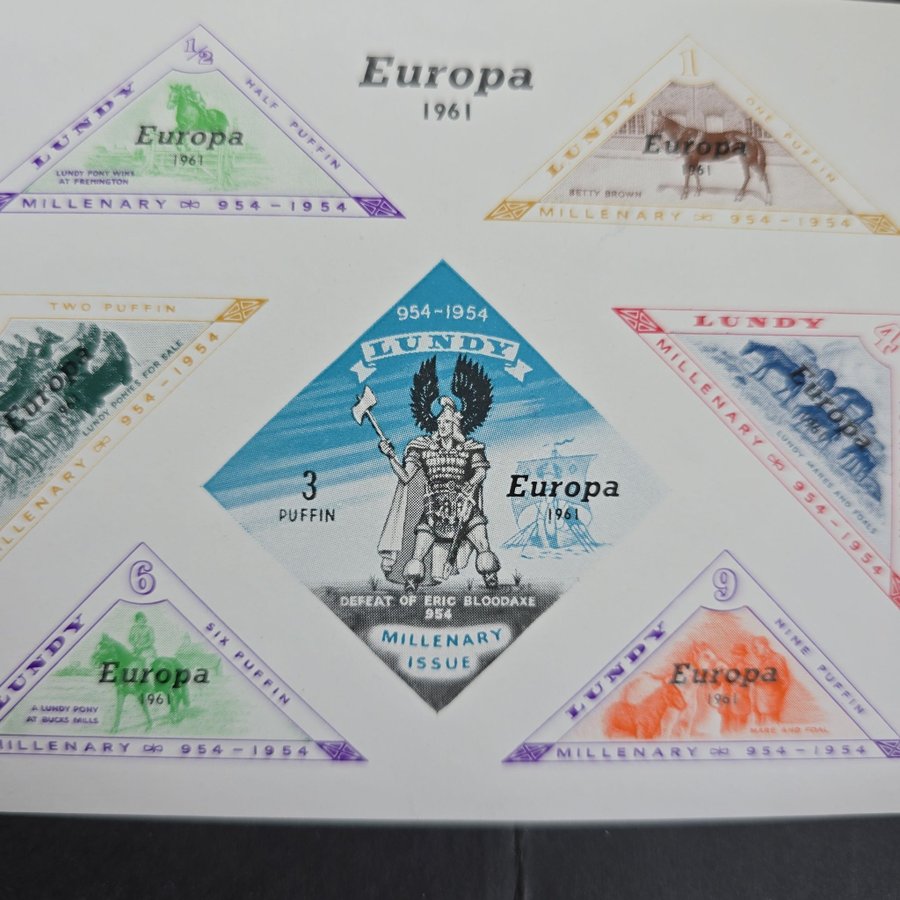 Europa
1961
½
LUNDY
HALF PUFFIN
Europa
1961
LUNDY PONY WINS
AT FREMINGTON
MILLENARY 954-1954
1
LUNDY
ONE PUFFIN
Europa
1961
BETTY BROWN
MILLENARY 954-1954
TWO PUFFIN
Europa
LUNDY PONIES FOR SALE
MILLENARY 954-1954
954-1954
LUNDY
3
PUFFIN
Europa
1961
DEFEAT OF ERIC BLOODAXE
954
MILLENARY
ISSUE
LUNDY
Europa
LUNDY MARES AND FOALS
MILLENARY 954-1954
6
LUNDY
SIX PUFFIN
Europa
1961
A LUNDY PONY
AT BUCKS MILLS
MILLENARY 954-1954
9
LUNDY
NINE PUFFIN
Europa
1961
MARE AND FOAL
MILLENARY 954-1954